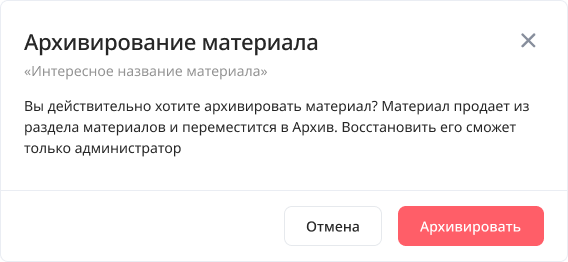 Архивирование материала
«Интересное название материала»
Вы действительно хотите архивировать материал? Материал продает из
раздела материалов и переместится в Архив. Восстановить его сможет
только администратор
Отмена
Архивировать